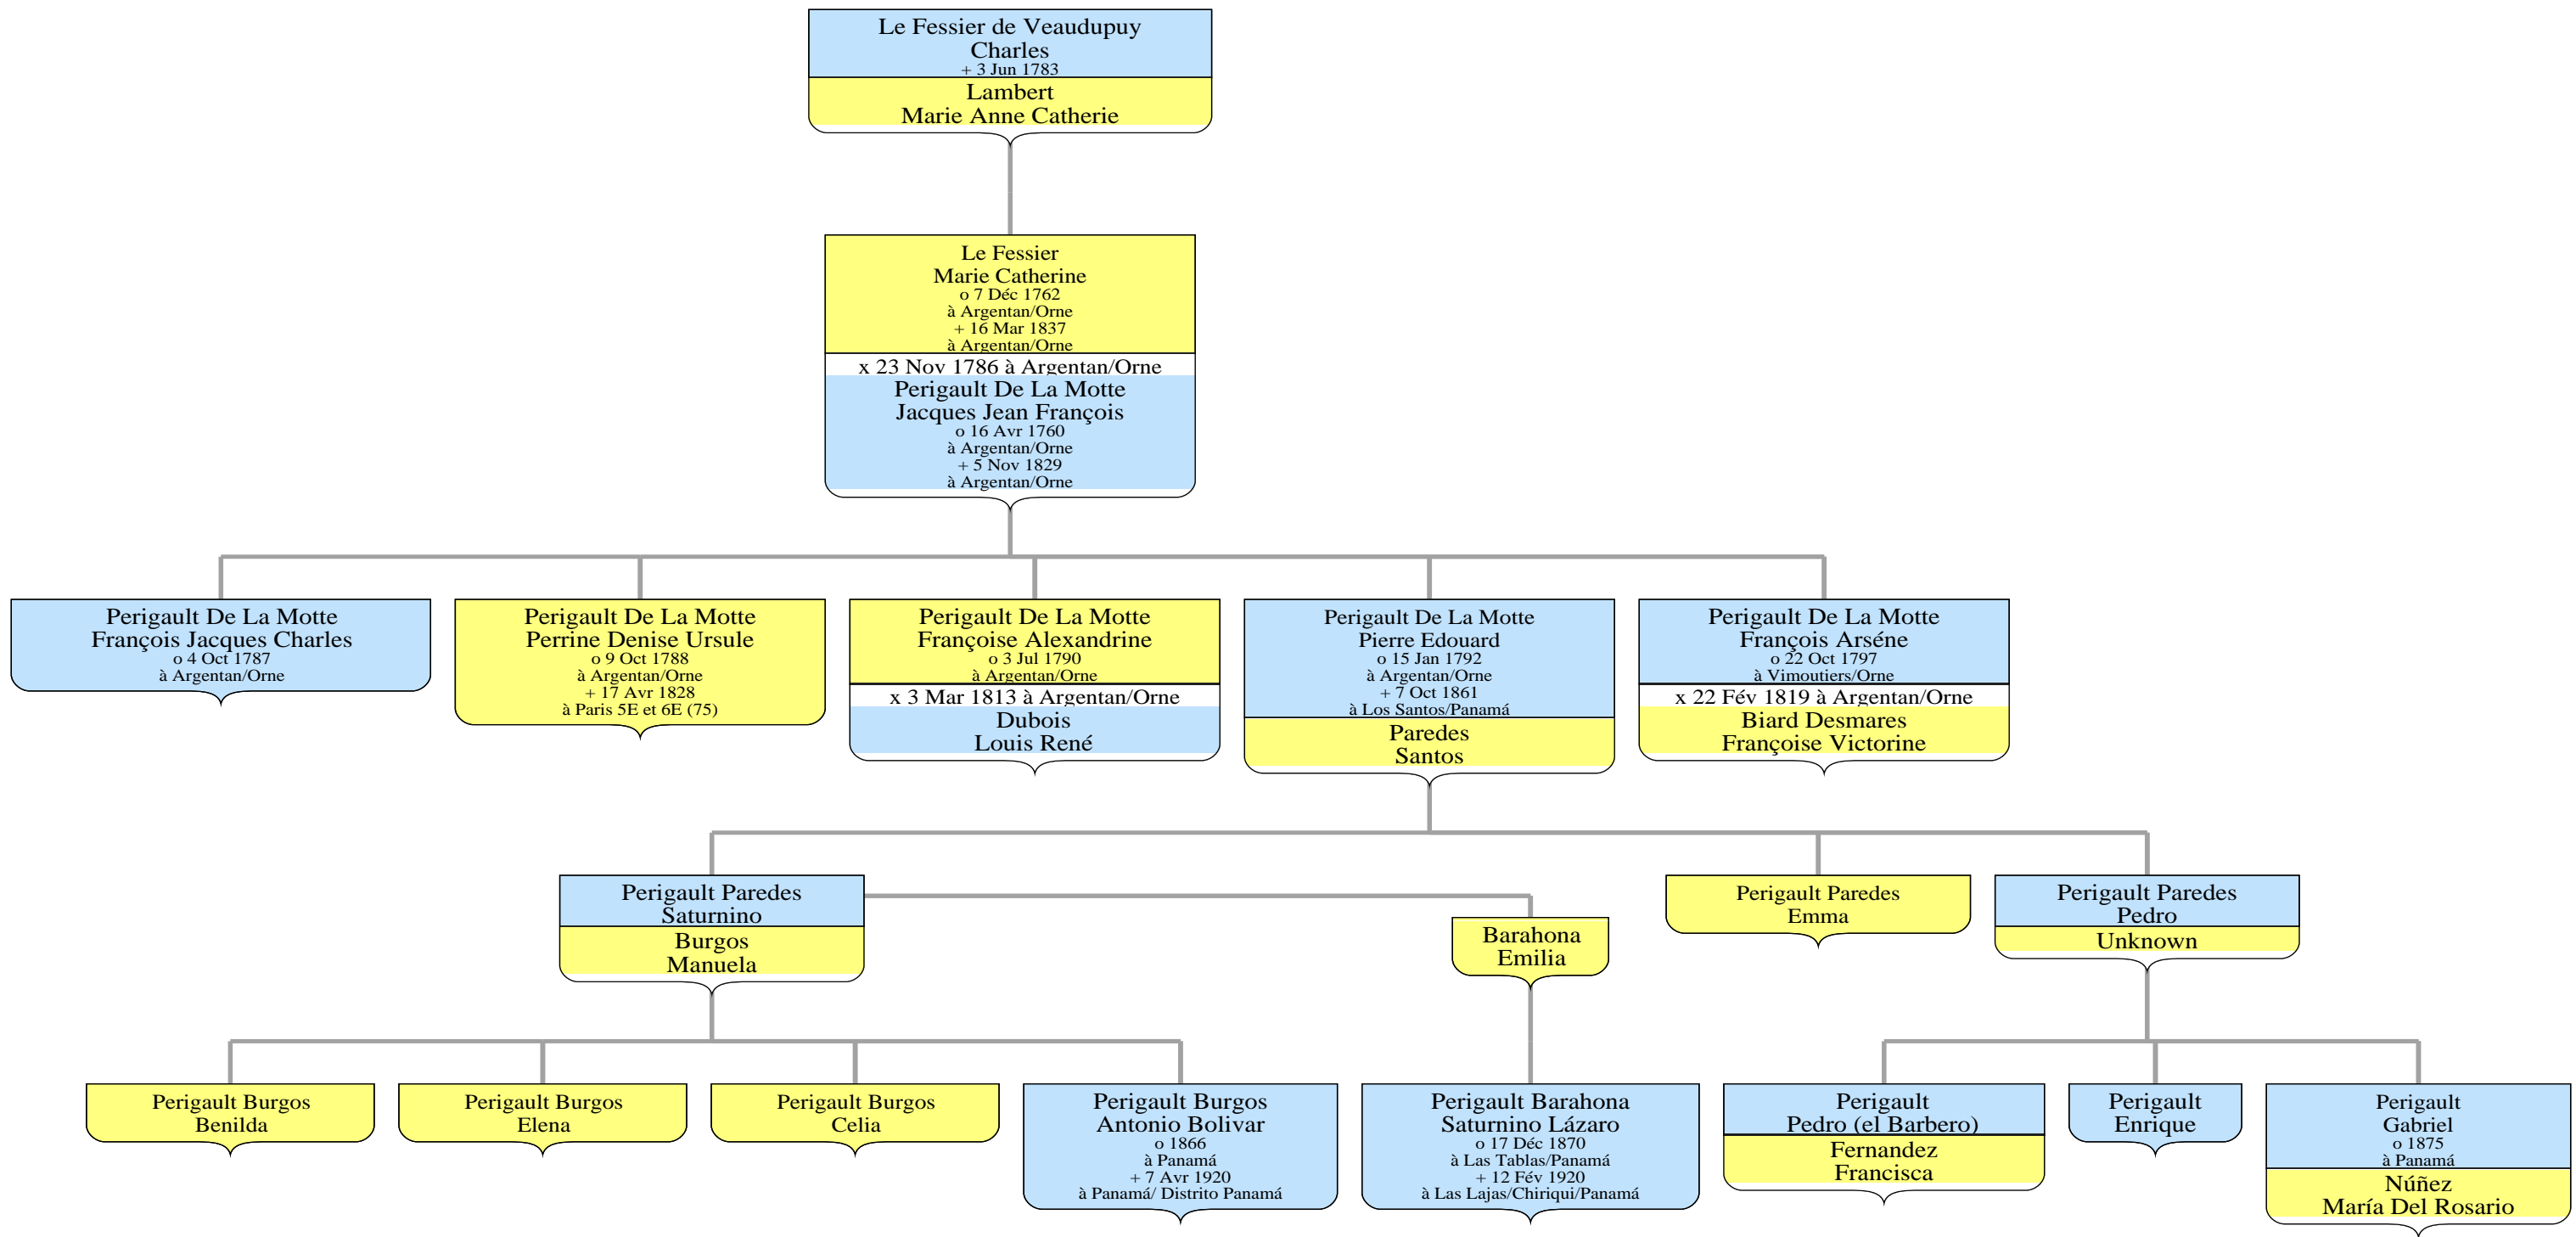 Le Fessier de Veaudupuy
Charles
+ 3 Jun 1783
Lambert
Marie Anne Catherie
Le Fessier
Marie Catherine
o 7 Déc 1762
à Argentan/Orne
+ 16 Mar 1837
à Argentan/Orne
x 23 Nov 1786 à Argentan/Orne
Perigault De La Motte
Jacques Jean François
o 16 Avr 1760
à Argentan/Orne
+ 5 Nov 1829
à Argentan/Orne
Perigault De La Motte
François Jacques Charles
o 4 Oct 1787
à Argentan/Orne
Perigault De La Motte
Perrine Denise Ursule
o 9 Oct 1788
à Argentan/Orne
+ 17 Avr 1828
à Paris 5E et 6E (75)
Perigault De La Motte
Françoise Alexandrine
o 3 Jul 1790
à Argentan/Orne
x 3 Mar 1813 à Argentan/Orne
Dubois
Louis René
Perigault De La Motte
Pierre Edouard
o 15 Jan 1792
à Argentan/Orne
+ 7 Oct 1861
à Los Santos/Panamá
Paredes
Santos
Perigault De La Motte
François Arséne
o 22 Oct 1797
à Vimoutiers/Orne
x 22 Fév 1819 à Argentan/Orne
Biard Desmares
Françoise Victorine
Perigault Paredes
Saturnino
Burgos
Manuela
Barahona
Emilia
Perigault Paredes
Emma
Perigault Paredes
Pedro
Unknown
Perigault Burgos
Benilda
Perigault Burgos
Elena
Perigault Burgos
Celia
Perigault Burgos
Antonio Bolivar
o 1866
à Panamá
+ 7 Avr 1920
à Panamá/ Distrito Panamá
Perigault Barahona
Saturnino Lázaro
o 17 Déc 1870
à Las Tablas/Panamá
+ 12 Fév 1920
à Las Lajas/Chiriqui/Panamá
Perigault
Pedro (el Barbero)
Fernandez
Francisca
Perigault
Enrique
Perigault
Gabriel
o 1875
à Panamá
Núñez
María Del Rosario